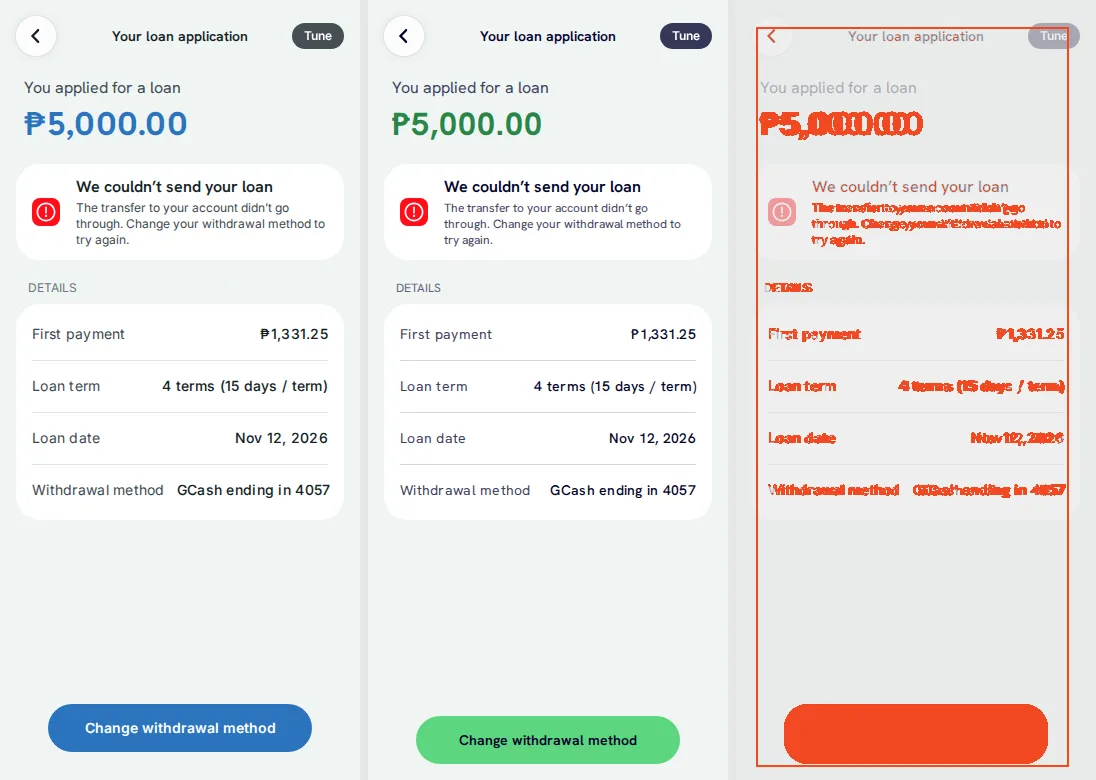 Your loan application
Tune
You applied for a loan
₱5,000.00
We couldn't send your loan
The transfer to your account didn't go
through. Change your withdrawal method to
try again.
DETAILS
First payment
₱1,331.25
Loan term
4 terms (15 days / term)
Loan date
Nov 12, 2026
Withdrawal method
GCash ending in 4057
Change withdrawal method
Your loan application
Tune
You applied for a loan
P5,000.00
We couldn't send your loan
The transfer to your account didn't go
through. Change your withdrawal method to
try again.
DETAILS
First payment
P1,331.25
Loan term
4 terms (15 days / term)
Loan date
Nov 12, 2026
Withdrawal method
GCash ending in 4057
Change withdrawal method
Your loan application
Tune
You applied for a loan
We couldn't send your loan
try again.
DETAILS
First payment
Loan term
Loan date
Withdrawal method